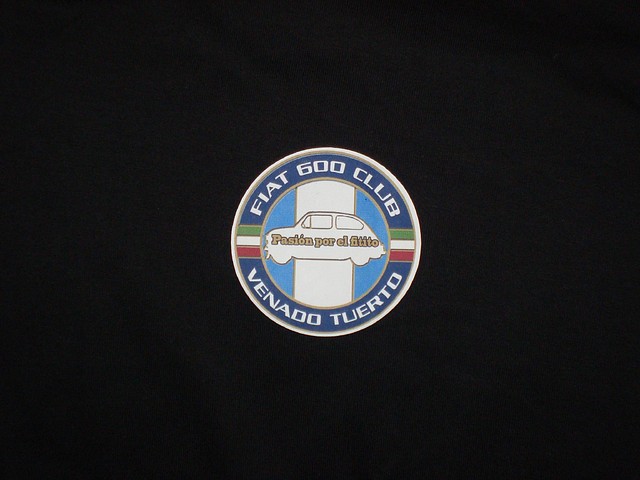 FIAT 600 CLUB
Pasión por el fitito
VENADO TUERTO